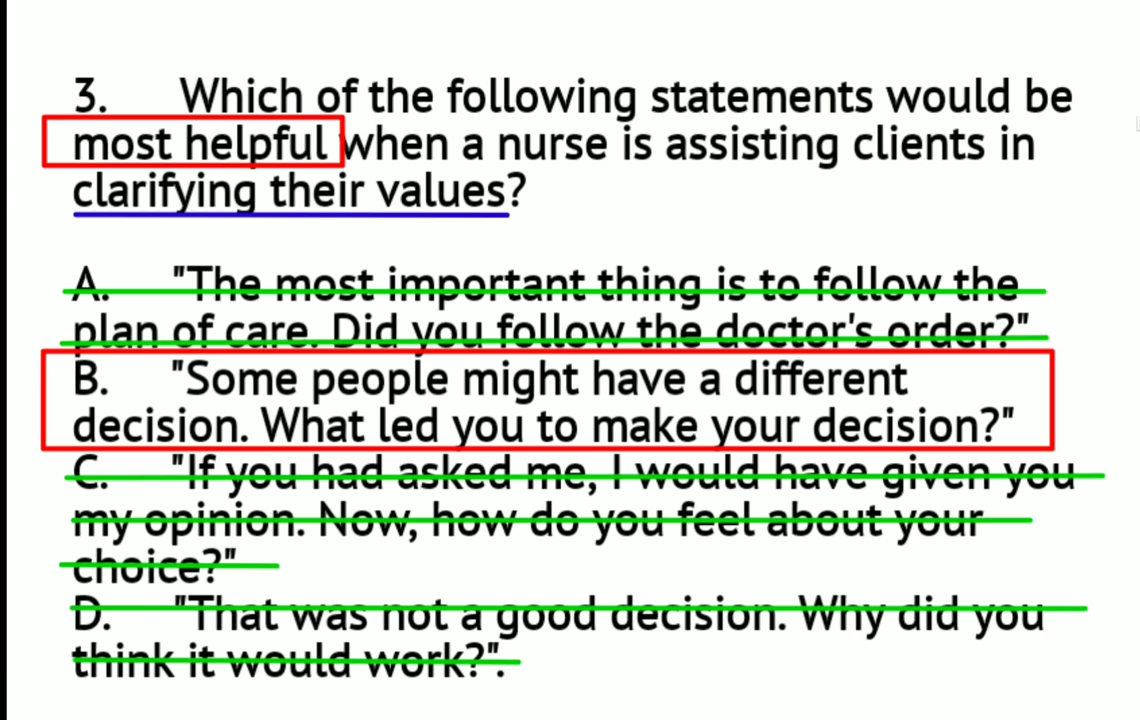 3. Which of the following statements would be
most helpful when a nurse is assisting clients in
clarifying their values?
A. "The most important thing is to follow the
plan of care. Did you follow the doctor's order?"
B. "Some people might have a different
decision. What led you to make your decision?"
C. "If you had asked me, I would have given you
my opinion. Now, how do you feel about your
choice?"
D. "That was not a good decision. Why did you
think it would work?".